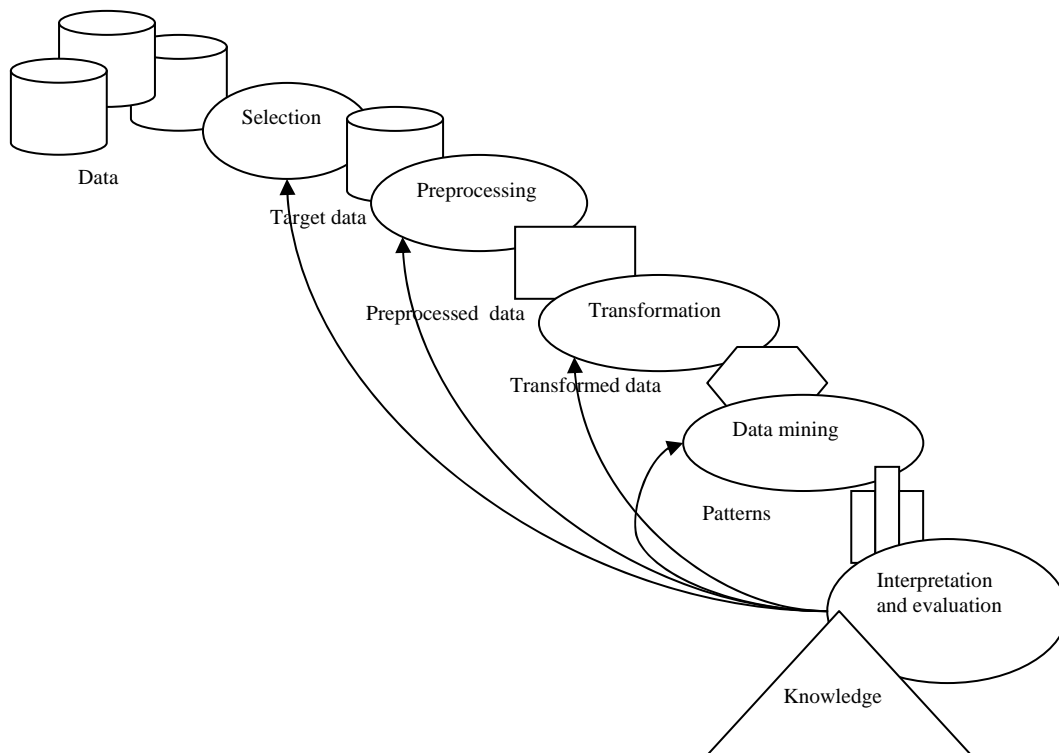 Selection
Data
Preprocessing
Target data
Preprocessed data
Transformation
Transformed data
Data mining
Patterns
Interpretation
and evaluation
Knowledge